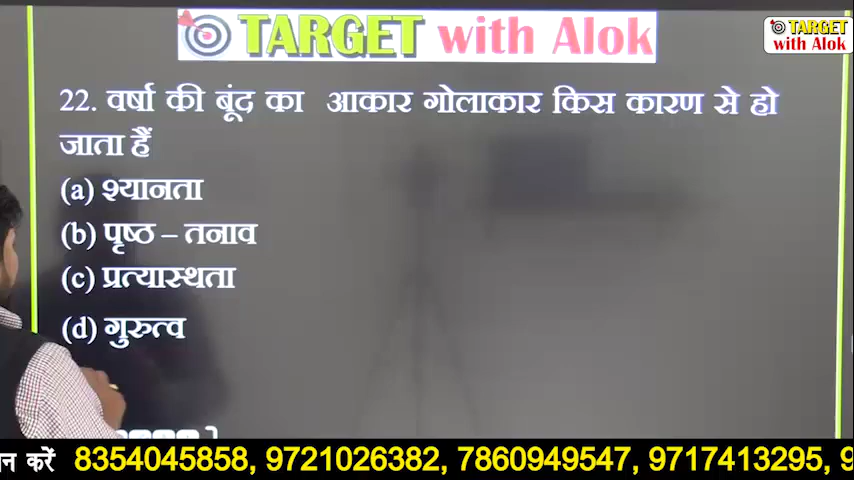 TARGET with Alok
TARGET
with Alok
22. वर्षा की बूंद का आकार गोलाकार किस कारण से हो
जाता हैं
(a) श्यानता
(b) पृष्ठ – तनाव
(c) प्रत्यास्थता
(d) गुरुत्व
करें 8354045858, 9721026382, 7860949547, 9717413295, 9